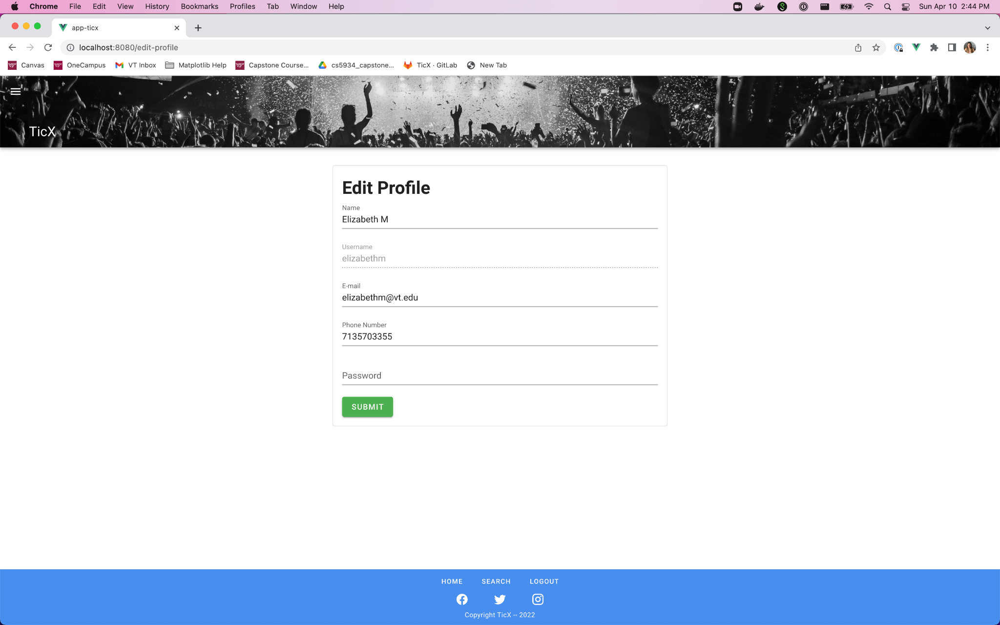 Chrome File Edit View History Bookmarks Profiles Tab Window Help Sun Apr 10 2:44 PM
app-ticx
localhost:8080/edit-profile
Canvas OneCampus VT Inbox Matplotlib Help Capstone Course... cs5934_capstone... TicX · GitLab New Tab
TicX
Edit Profile
Name
Elizabeth M
Username
elizabethm
E-mail
elizabethm@vt.edu
Phone Number
7135703355
Password
SUBMIT
HOME SEARCH LOGOUT
Copyright TicX -- 2022